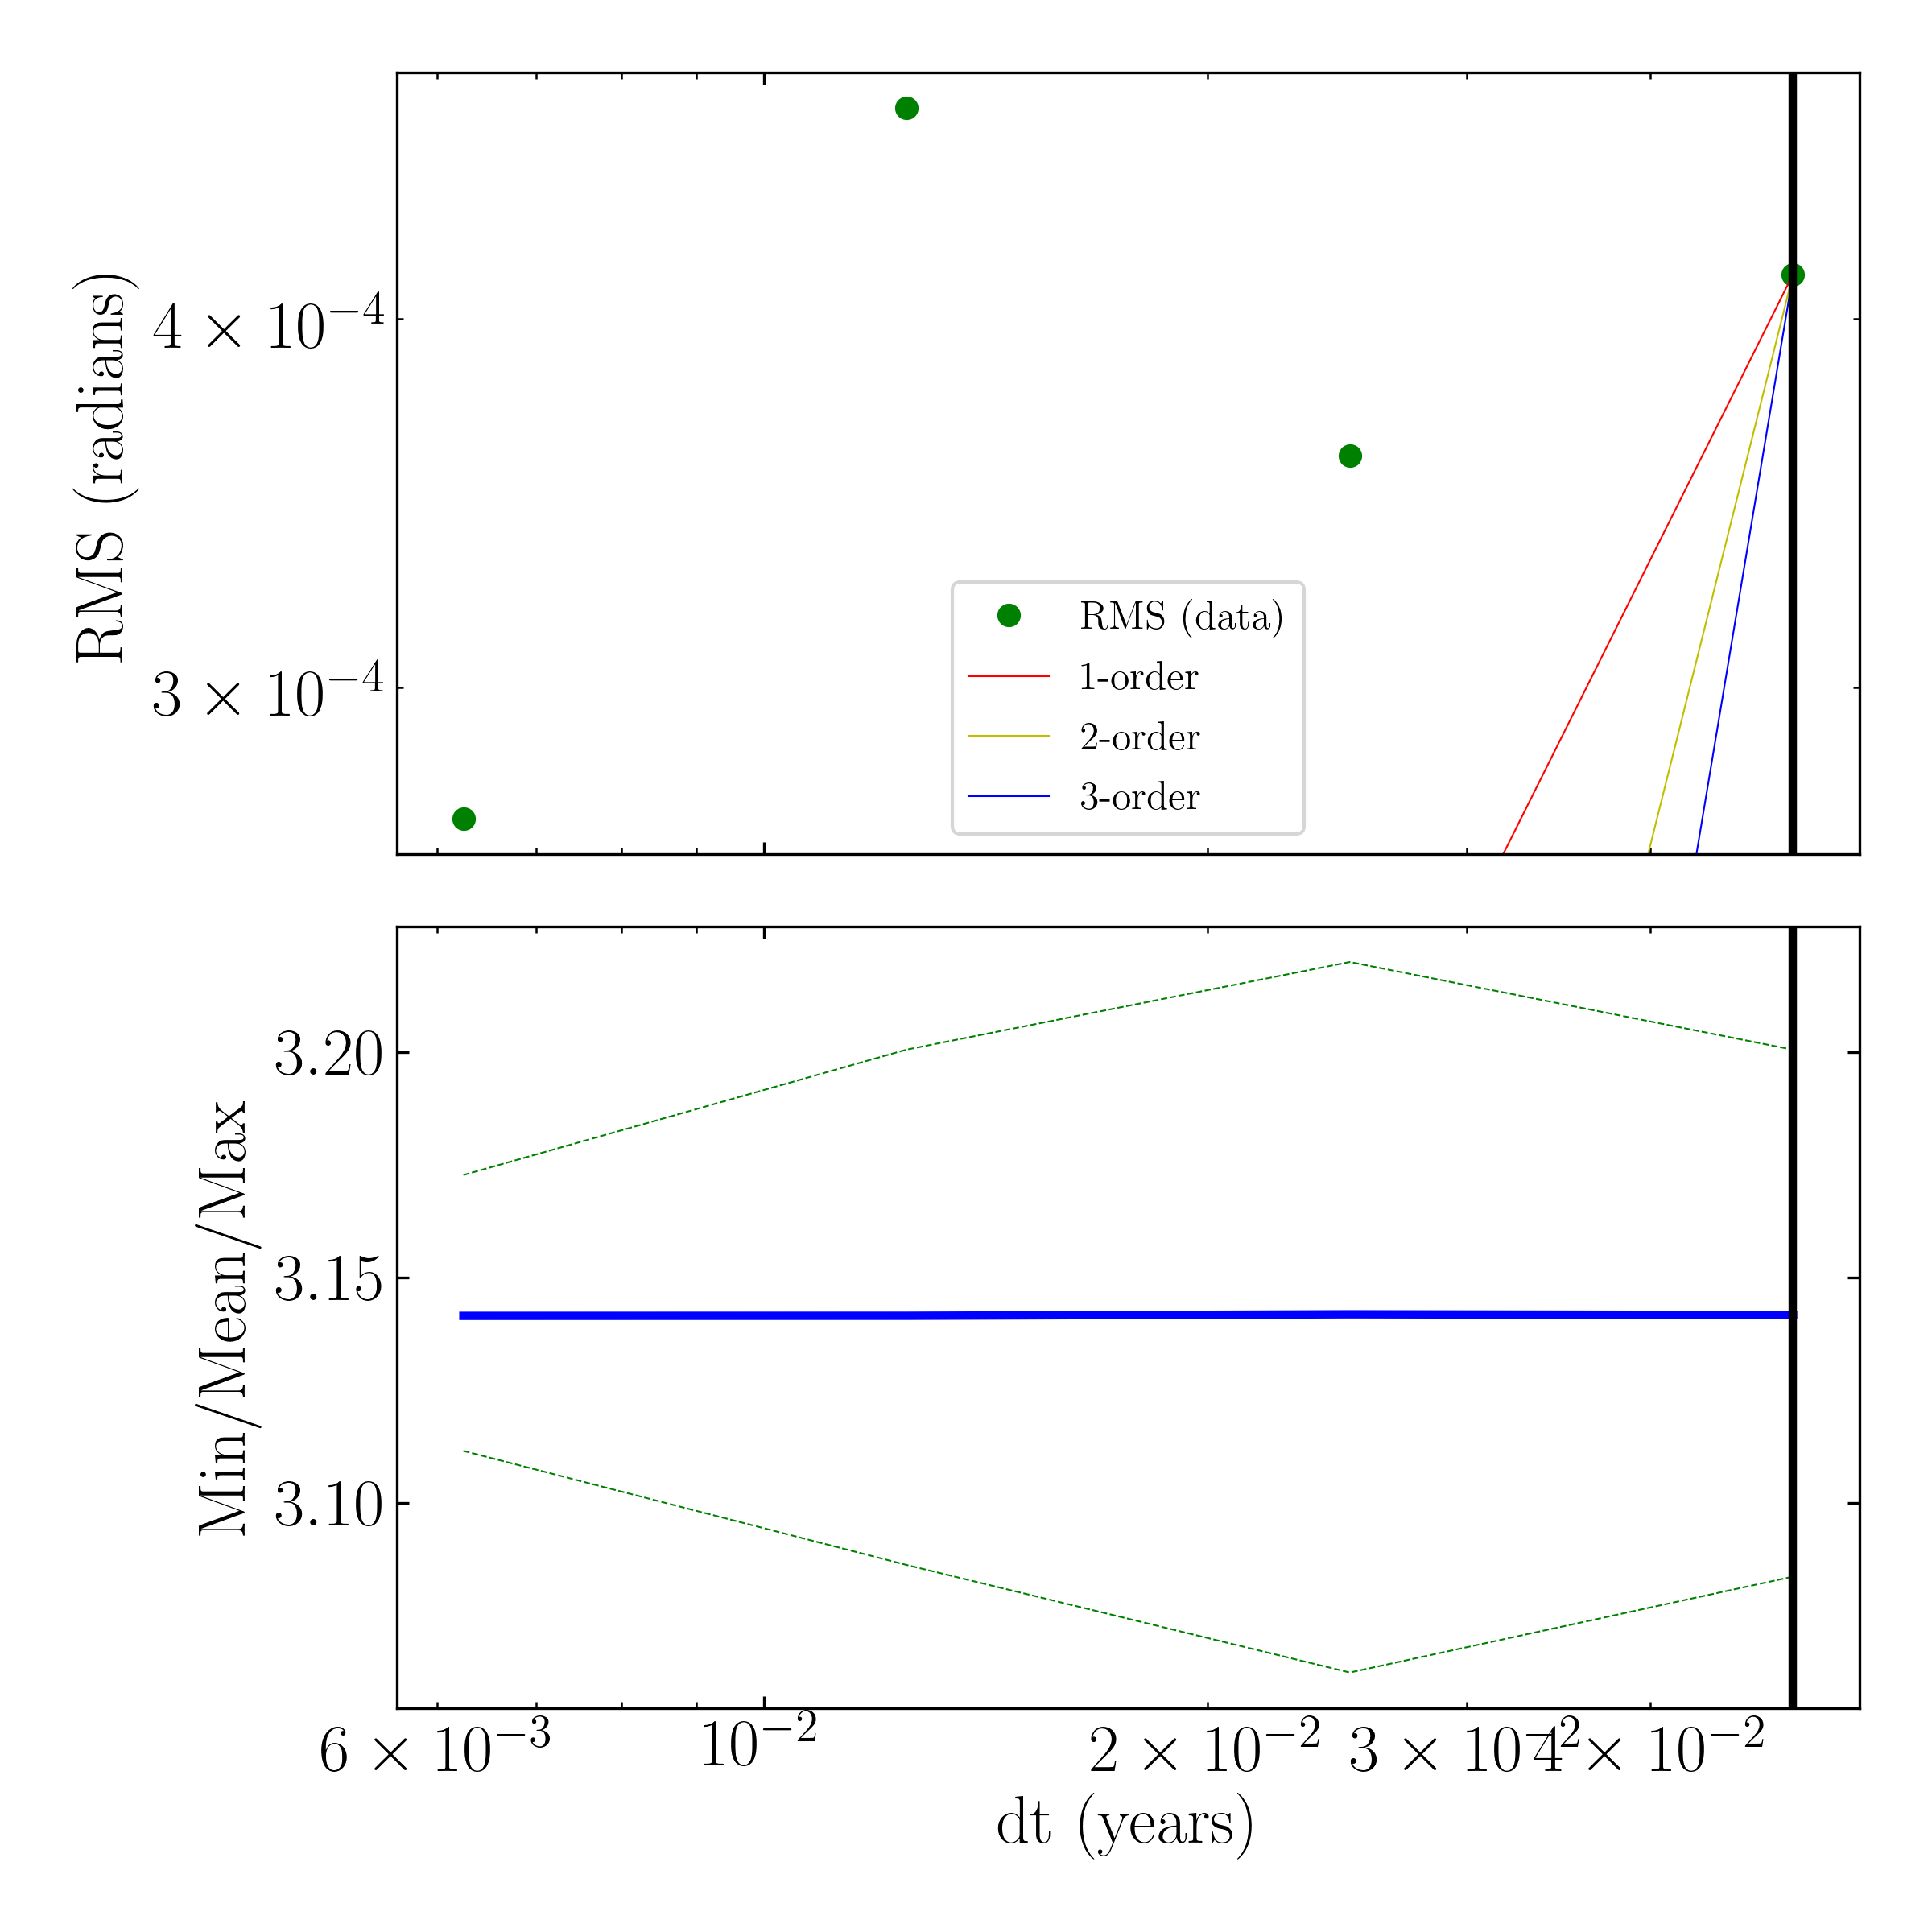 RMS (radians)
4 × 10⁻⁴
3 × 10⁻⁴
RMS (data)
1-order
2-order
3-order
Min/Mean/Max
3.20
3.15
3.10
6 × 10⁻³
10⁻²
2 × 10⁻²
3 × 10⁻²
4 × 10⁻²
dt (years)